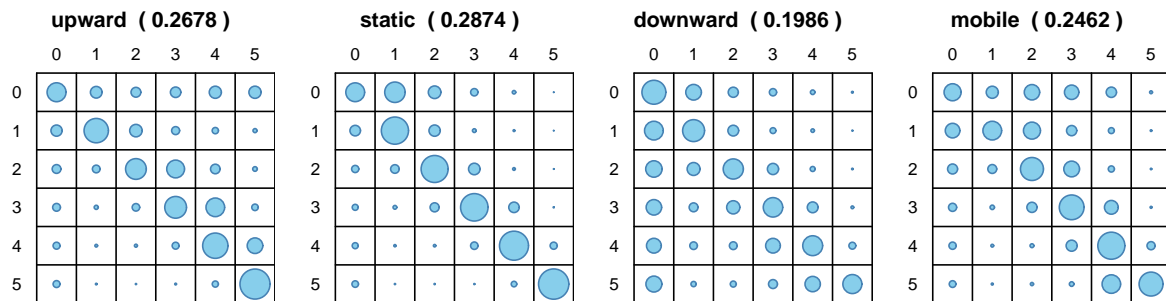 upward ( 0.2678 ) static ( 0.2874 ) downward ( 0.1986 ) mobile ( 0.2462 )
0 1 2 3 4 5 0 1 2 3 4 5 0 1 2 3 4 5 0 1 2 3 4 5
0 0 0 0
1 1 1 1
2 2 2 2
3 3 3 3
4 4 4 4
5 5 5 5